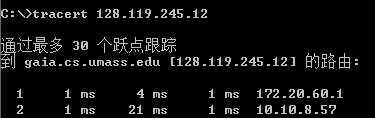 C:\>tracert 128.119.245.12
通过最多 30 个跃点跟踪
到 gaia.cs.umass.edu [128.119.245.12] 的路由:
1 1 ms 4 ms 1 ms 172.20.60.1
2 1 ms 21 ms 1 ms 10.10.8.57